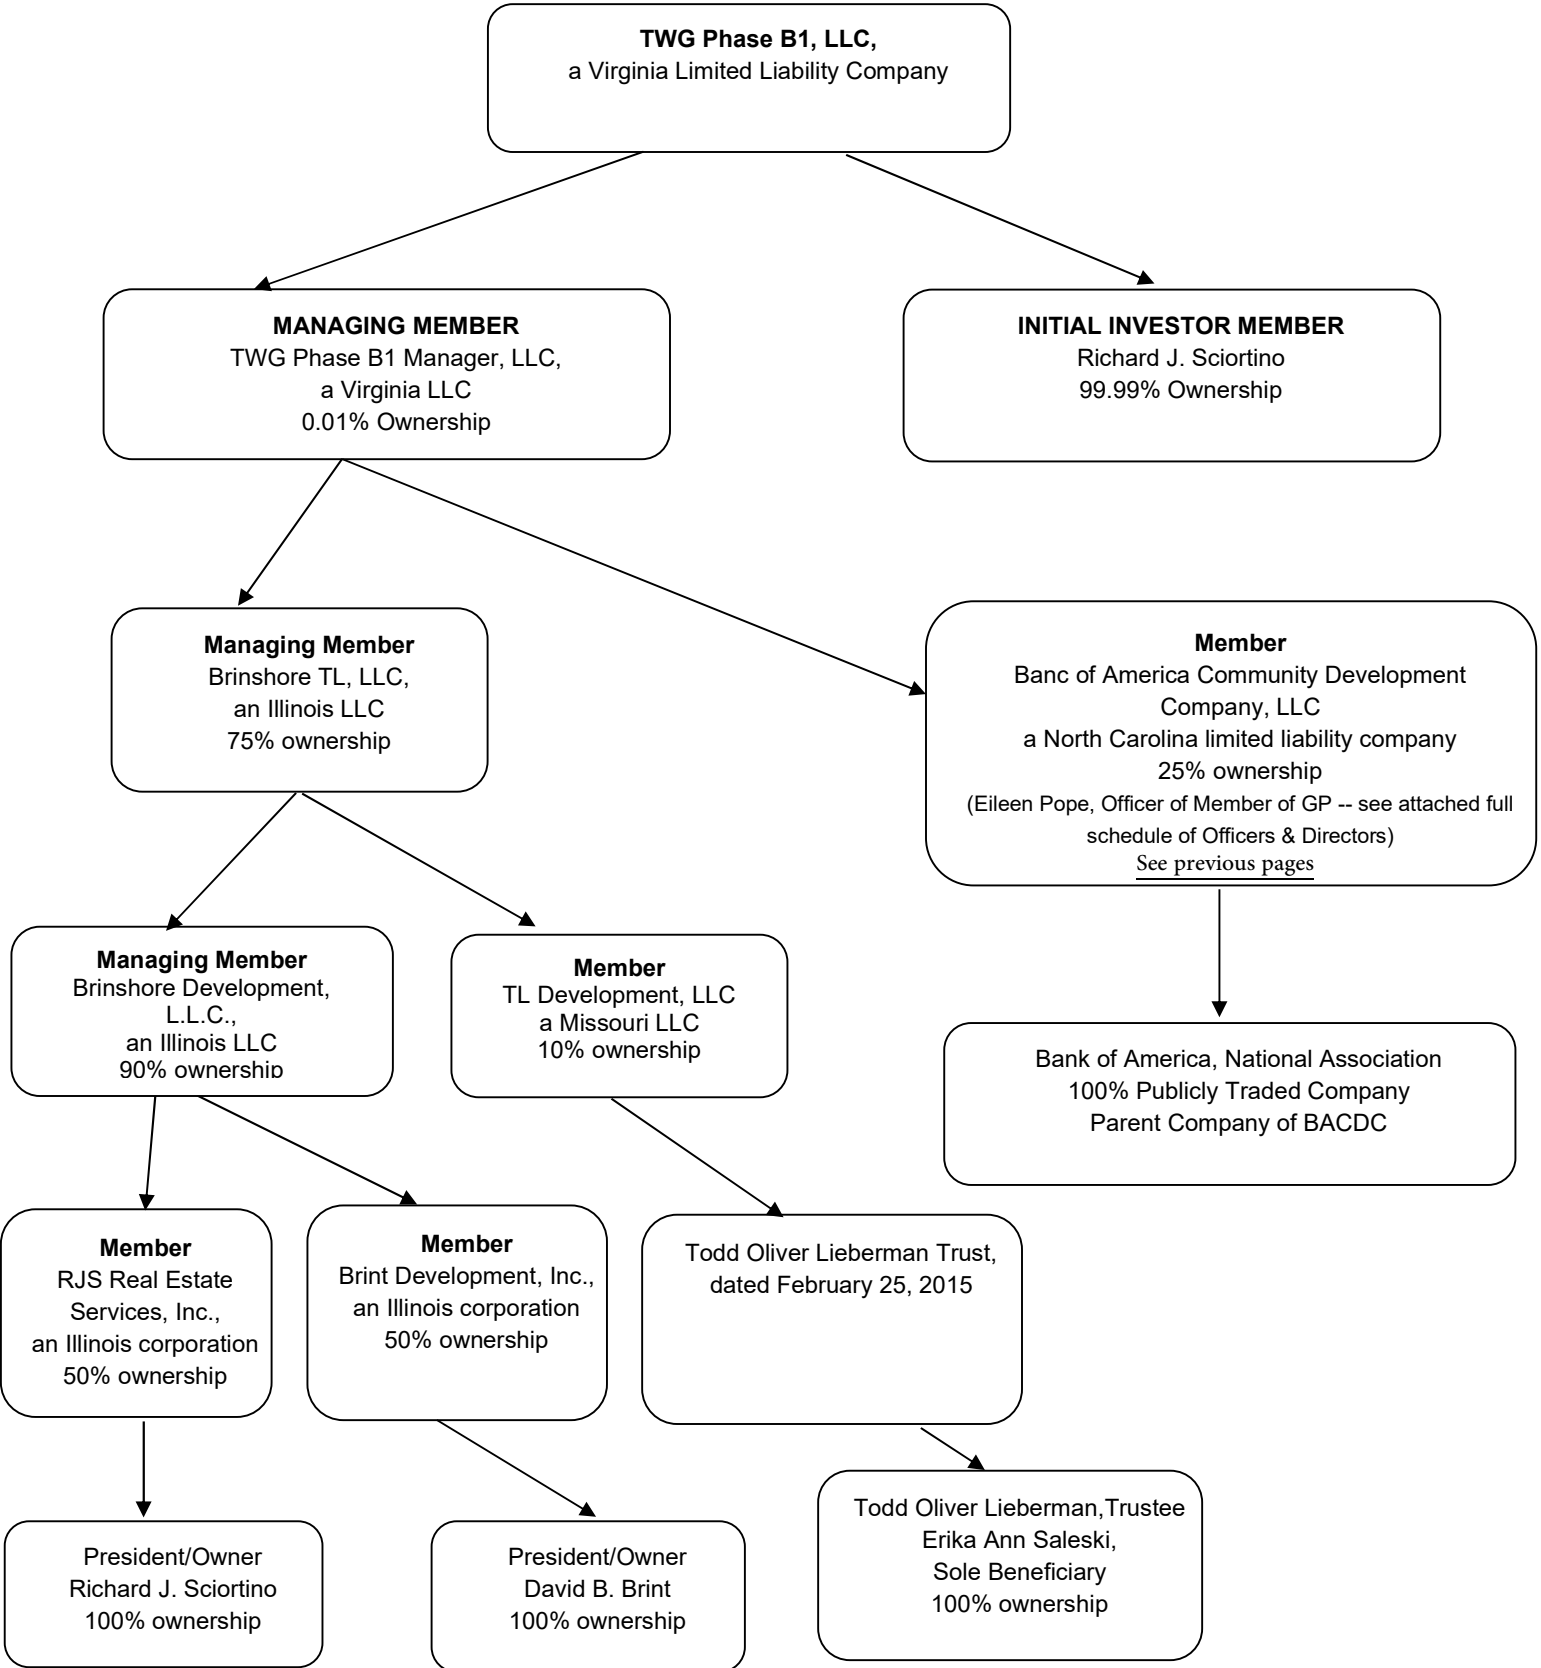 TWG Phase B1, LLC,
a Virginia Limited Liability Company
MANAGING MEMBER
TWG Phase B1 Manager, LLC,
a Virginia LLC
0.01% Ownership
INITIAL INVESTOR MEMBER
Richard J. Sciortino
99.99% Ownership
Managing Member
Brinshore TL, LLC,
an Illinois LLC
75% ownership
Member
Banc of America Community Development
Company, LLC
a North Carolina limited liability company
25% ownership
(Eileen Pope, Officer of Member of GP -- see attached full
schedule of Officers & Directors)
See previous pages
Managing Member
Brinshore Development,
L.L.C.,
an Illinois LLC
90% ownership
Member
TL Development, LLC
a Missouri LLC
10% ownership
Bank of America, National Association
100% Publicly Traded Company
Parent Company of BACDC
Member
RJS Real Estate
Services, Inc.,
an Illinois corporation
50% ownership
Member
Brint Development, Inc.,
an Illinois corporation
50% ownership
Todd Oliver Lieberman Trust,
dated February 25, 2015
President/Owner
Richard J. Sciortino
100% ownership
President/Owner
David B. Brint
100% ownership
Todd Oliver Lieberman,Trustee
Erika Ann Saleski,
Sole Beneficiary
100% ownership